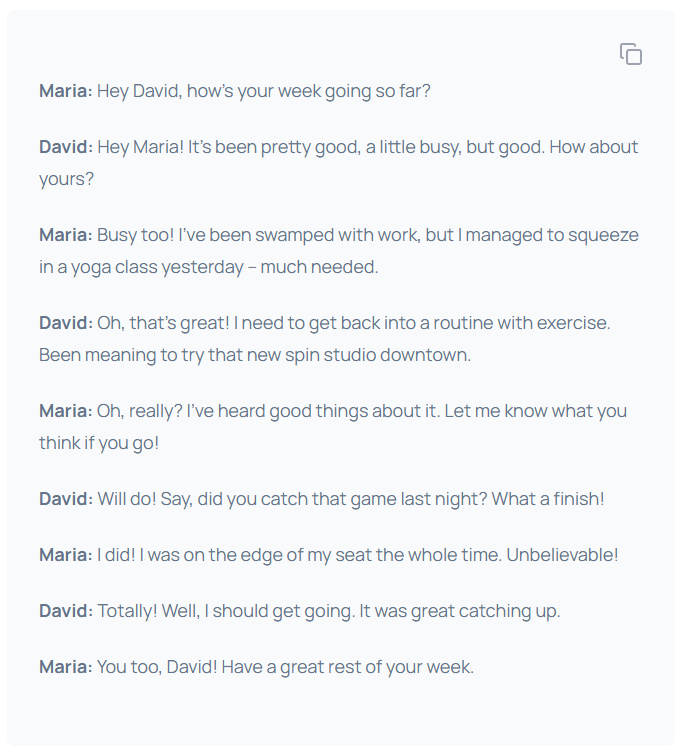 Maria: Hey David, how's your week going so far?
David: Hey Maria! It's been pretty good, a little busy, but good. How about
yours?
Maria: Busy too! I've been swamped with work, but I managed to squeeze
in a yoga class yesterday – much needed.
David: Oh, that's great! I need to get back into a routine with exercise.
Been meaning to try that new spin studio downtown.
Maria: Oh, really? I've heard good things about it. Let me know what you
think if you go!
David: Will do! Say, did you catch that game last night? What a finish!
Maria: I did! I was on the edge of my seat the whole time. Unbelievable!
David: Totally! Well, I should get going. It was great catching up.
Maria: You too, David! Have a great rest of your week.